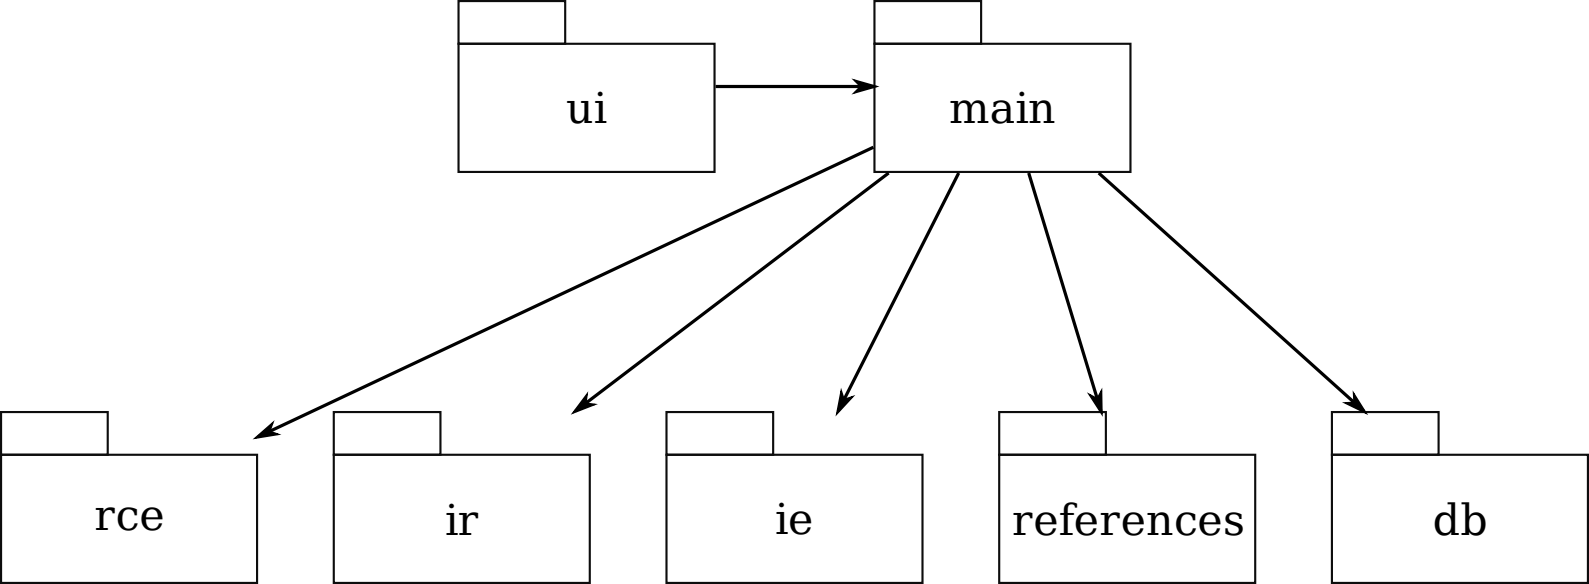 ui
main
rce
ir
ie
references
db